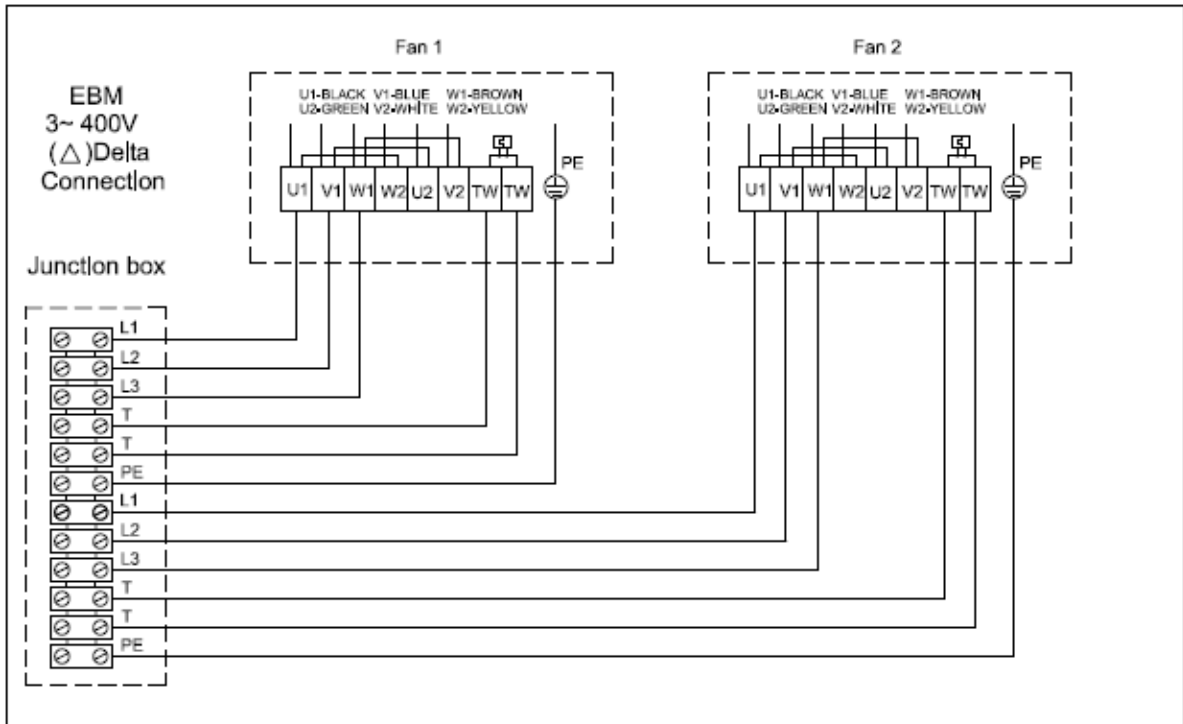 Fan 1
Fan 2
EBM
3~ 400V
(△)Delta
Connection
U1-BLACK V1-BLUE W1-BROWN
U2-GREEN V2-WHITE W2-YELLOW
PE
U1 V1 W1 W2 U2 V2 TW TW
U1-BLACK V1-BLUE W1-BROWN
U2-GREEN V2-WHITE W2-YELLOW
PE
U1 V1 W1 W2 U2 V2 TW TW
Junction box
L1
L2
L3
T
T
PE
L1
L2
L3
T
T
PE